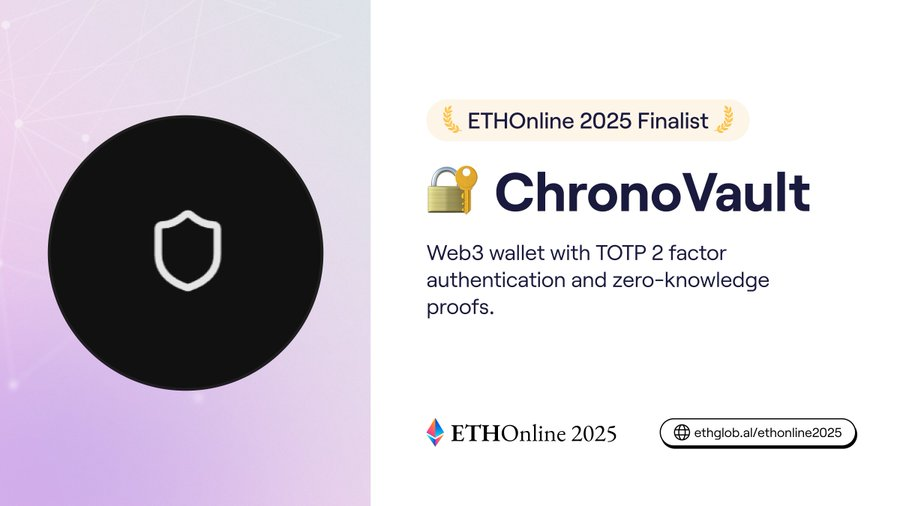 ETHOnline 2025 Finalist
ChronoVault
Web3 wallet with TOTP 2 factor
authentication and zero-knowledge
proofs.
ETHOnline 2025
ethglob.al/ethonline2025